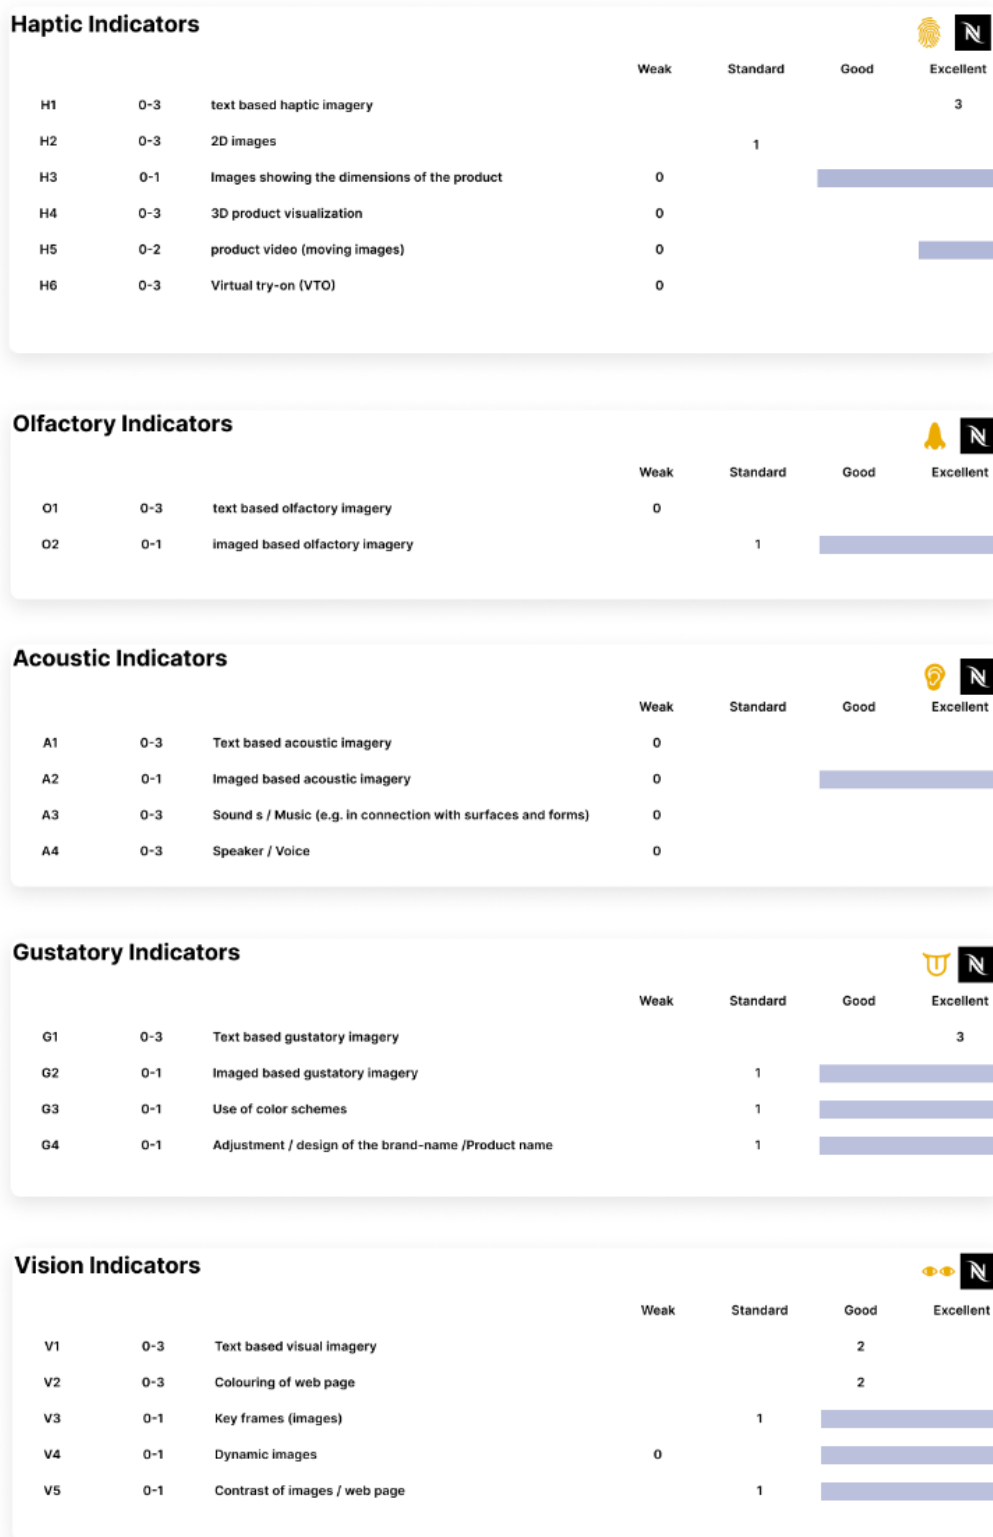 Haptic Indicators
Weak Standard Good Excellent
H1 0-3 text based haptic imagery 3
H2 0-3 2D images 1
H3 0-1 Images showing the dimensions of the product 0
H4 0-3 3D product visualization 0
H5 0-2 product video (moving images) 0
H6 0-3 Virtual try-on (VTO) 0
Olfactory Indicators
Weak Standard Good Excellent
O1 0-3 text based olfactory imagery 0
O2 0-1 imaged based olfactory imagery 1
Acoustic Indicators
Weak Standard Good Excellent
A1 0-3 Text based acoustic imagery 0
A2 0-1 Imaged based acoustic imagery 0
A3 0-3 Sound s / Music (e.g. in connection with surfaces and forms) 0
A4 0-3 Speaker / Voice 0
Gustatory Indicators
Weak Standard Good Excellent
G1 0-3 Text based gustatory imagery 3
G2 0-1 Imaged based gustatory imagery 1
G3 0-1 Use of color schemes 1
G4 0-1 Adjustment / design of the brand-name /Product name 1
Vision Indicators
Weak Standard Good Excellent
V1 0-3 Text based visual imagery 2
V2 0-3 Colouring of web page 2
V3 0-1 Key frames (images) 1
V4 0-1 Dynamic images 0
V5 0-1 Contrast of images / web page 1